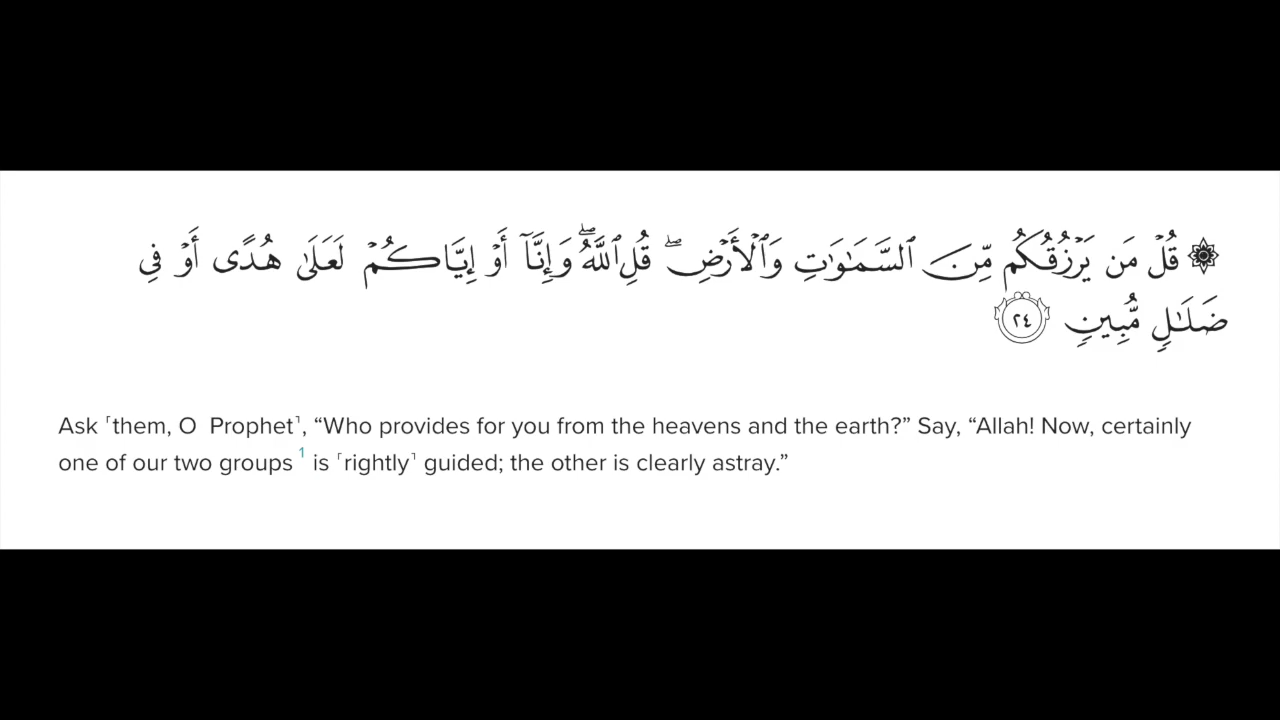 ۞ قُلْ مَن يَرْزُقُكُم مِّنَ ٱلسَّمَـٰوَٰتِ وَٱلْأَرْضِ ۖ قُلِ ٱللَّهُ ۖ وَإِنَّآ أَوْ إِيَّاكُمْ لَعَلَىٰ هُدًى أَوْ فِى
ضَلَـٰلٍ مُّبِينٍ ٢٤
Ask ˹them, O Prophet˺, “Who provides for you from the heavens and the earth?” Say, “Allah! Now, certainly
one of our two groups 1 is ˹rightly˺ guided; the other is clearly astray.”